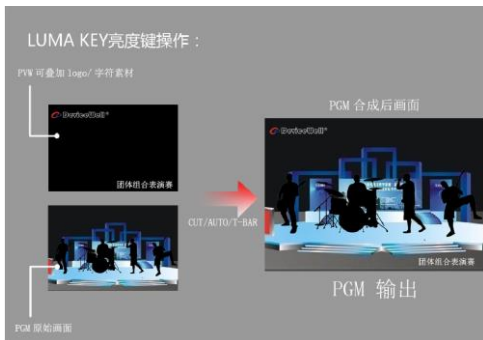 LUMA KEY亮度键操作：
PVW 可叠加 logo/ 字符素材
DeviceWell®
团体组合表演赛
PGM 原始画面
CUT/AUTO/T-BAR
PGM 合成后画面
DeviceWell®
团体组合表演赛
PGM 输出